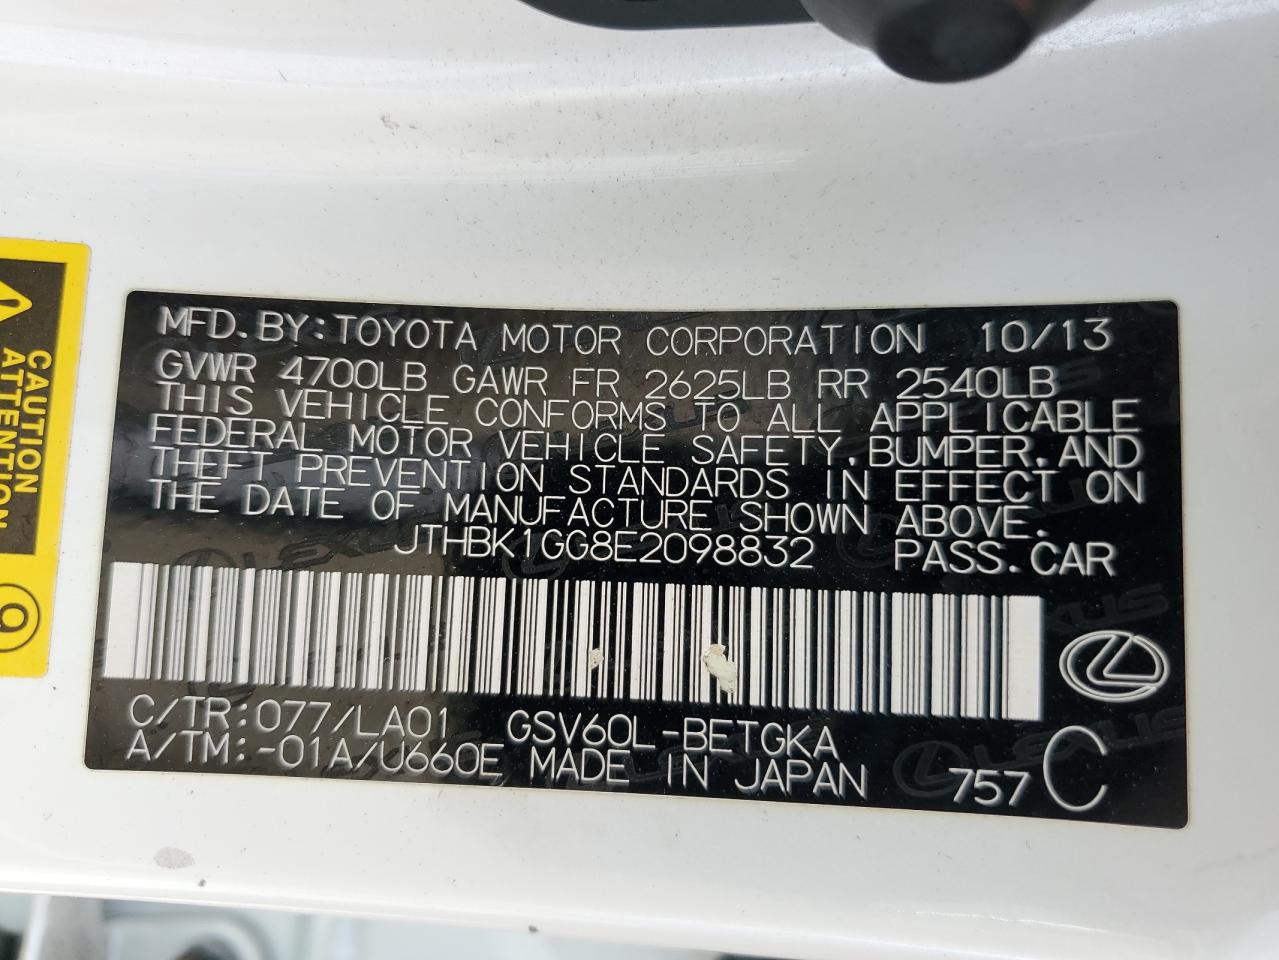 MFD.BY:TOYOTA MOTOR CORPORATION 10/13
GVWR 4700LB GAWR FR 2625LB RR 2540LB
THIS VEHICLE CONFORMS TO ALL APPLICABLE
FEDERAL MOTOR VEHICLE SAFETY,BUMPER,AND
THEFT PREVENTION STANDARDS IN EFFECT ON
THE DATE OF MANUFACTURE SHOWN ABOVE.
JTHBK1GG8E2098832 PASS.CAR
C/TR:077/LA01 GSV60L-BETGKA
A/TM:-01A/U660E MADE IN JAPAN 757 C
LEXUS
CAUTION
ATTENTION